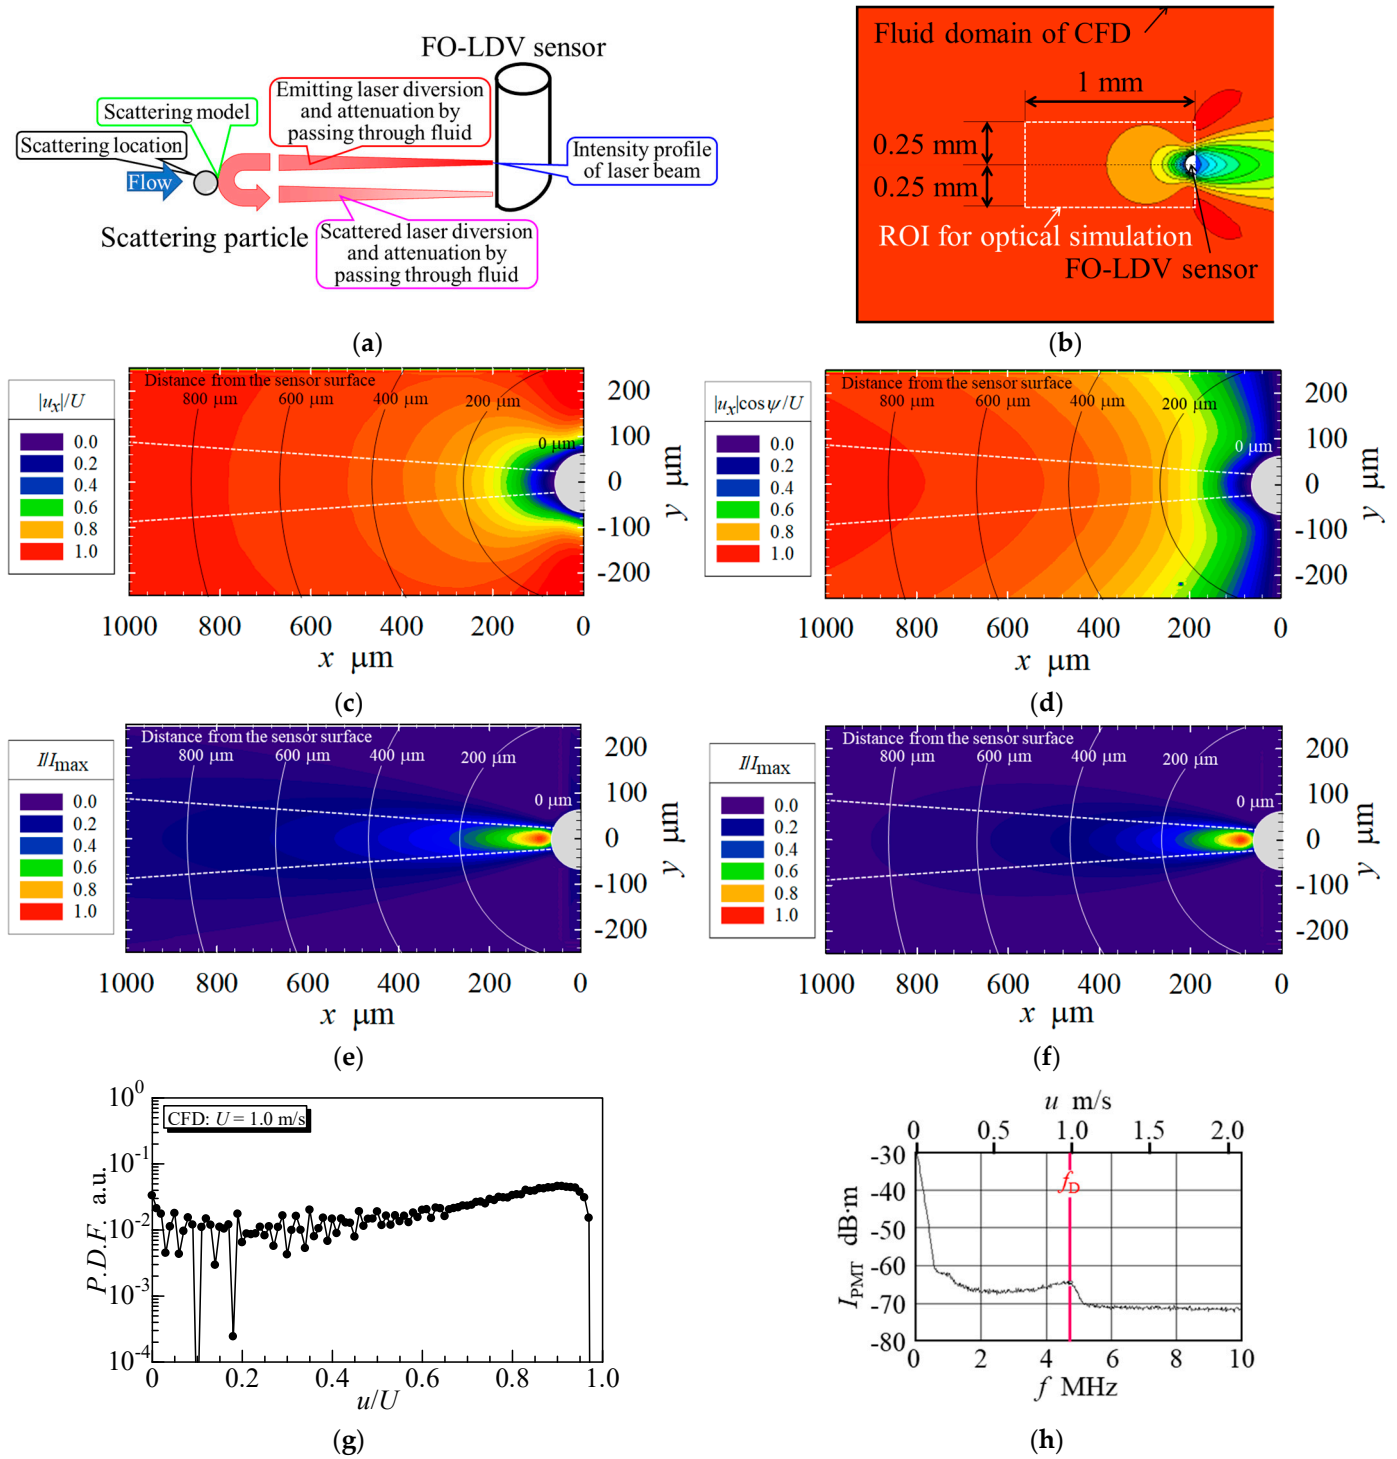 FO-LDV sensor
Emitting laser diversion
and attenuation by
passing through fluid
Scattering model
Scattering location
Flow
Intensity profile
of laser beam
Scattering particle
Scattered laser diversion
and attenuation by
passing through fluid
(a)
Fluid domain of CFD
1 mm
0.25 mm
0.25 mm
ROI for optical simulation
FO-LDV sensor
(b)
|u_x|/U
0.0
0.2
0.4
0.6
0.8
1.0
Distance from the sensor surface
800 μm
600 μm
400 μm
200 μm
0 μm
200
100
0
-100
-200
y μm
1000 800 600 400 200 0
x μm
(c)
|u_x|cosψ/U
0.0
0.2
0.4
0.6
0.8
1.0
Distance from the sensor surface
800 μm
600 μm
400 μm
200 μm
0 μm
200
100
0
-100
-200
y μm
1000 800 600 400 200 0
x μm
(d)
I/I_max
0.0
0.2
0.4
0.6
0.8
1.0
Distance from the sensor surface
800 μm
600 μm
400 μm
200 μm
0 μm
200
100
0
-100
-200
y μm
1000 800 600 400 200 0
x μm
(e)
I/I_max
0.0
0.2
0.4
0.6
0.8
1.0
Distance from the sensor surface
800 μm
600 μm
400 μm
200 μm
0 μm
200
100
0
-100
-200
y μm
1000 800 600 400 200 0
x μm
(f)
10^0
10^-1
10^-2
10^-3
10^-4
P.D.F. a.u.
CFD: U = 1.0 m/s
0 0.2 0.4 0.6 0.8 1.0
u/U
(g)
u m/s
0 0.5 1.0 1.5 2.0
-30
-40
-50
-60
-70
-80
I_PMT dB·m
f_D
0 2 4 6 8 10
f MHz
(h)